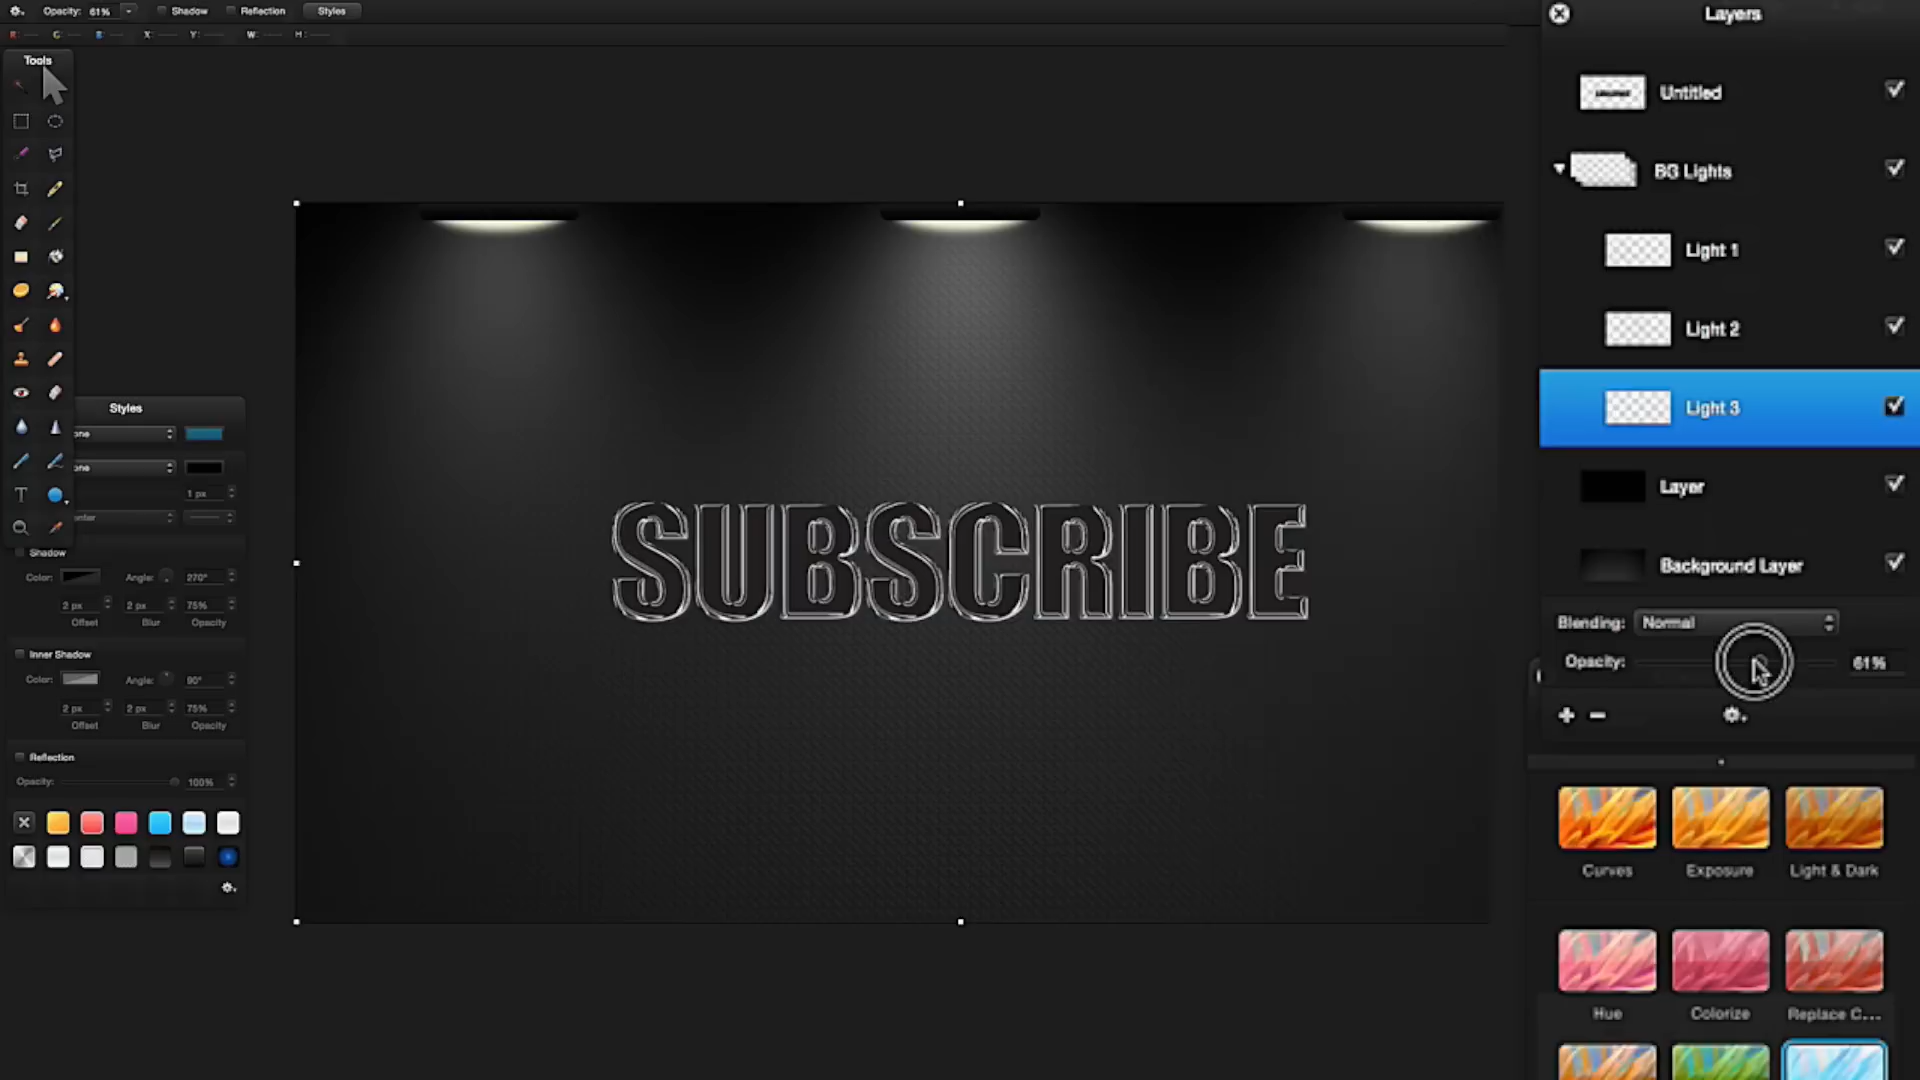 Opacity: 61% Shadow Reflection Styles
R: G: B: X: Y: W: H:
Tools
Styles
one
one
1 px
enter
Shadow
Color: Angle: 270°
2 px 2 px 75%
Offset Blur Opacity
Inner Shadow
Color: Angle: 90°
2 px 2 px 75%
Offset Blur Opacity
Reflection
Opacity: 100%
SUBSCRIBE
Layers
Untitled
BG Lights
Light 1
Light 2
Light 3
Layer
Background Layer
Blending: Normal
Opacity: 61%
Curves Exposure Light & Dark
Hue Colorize Replace C...